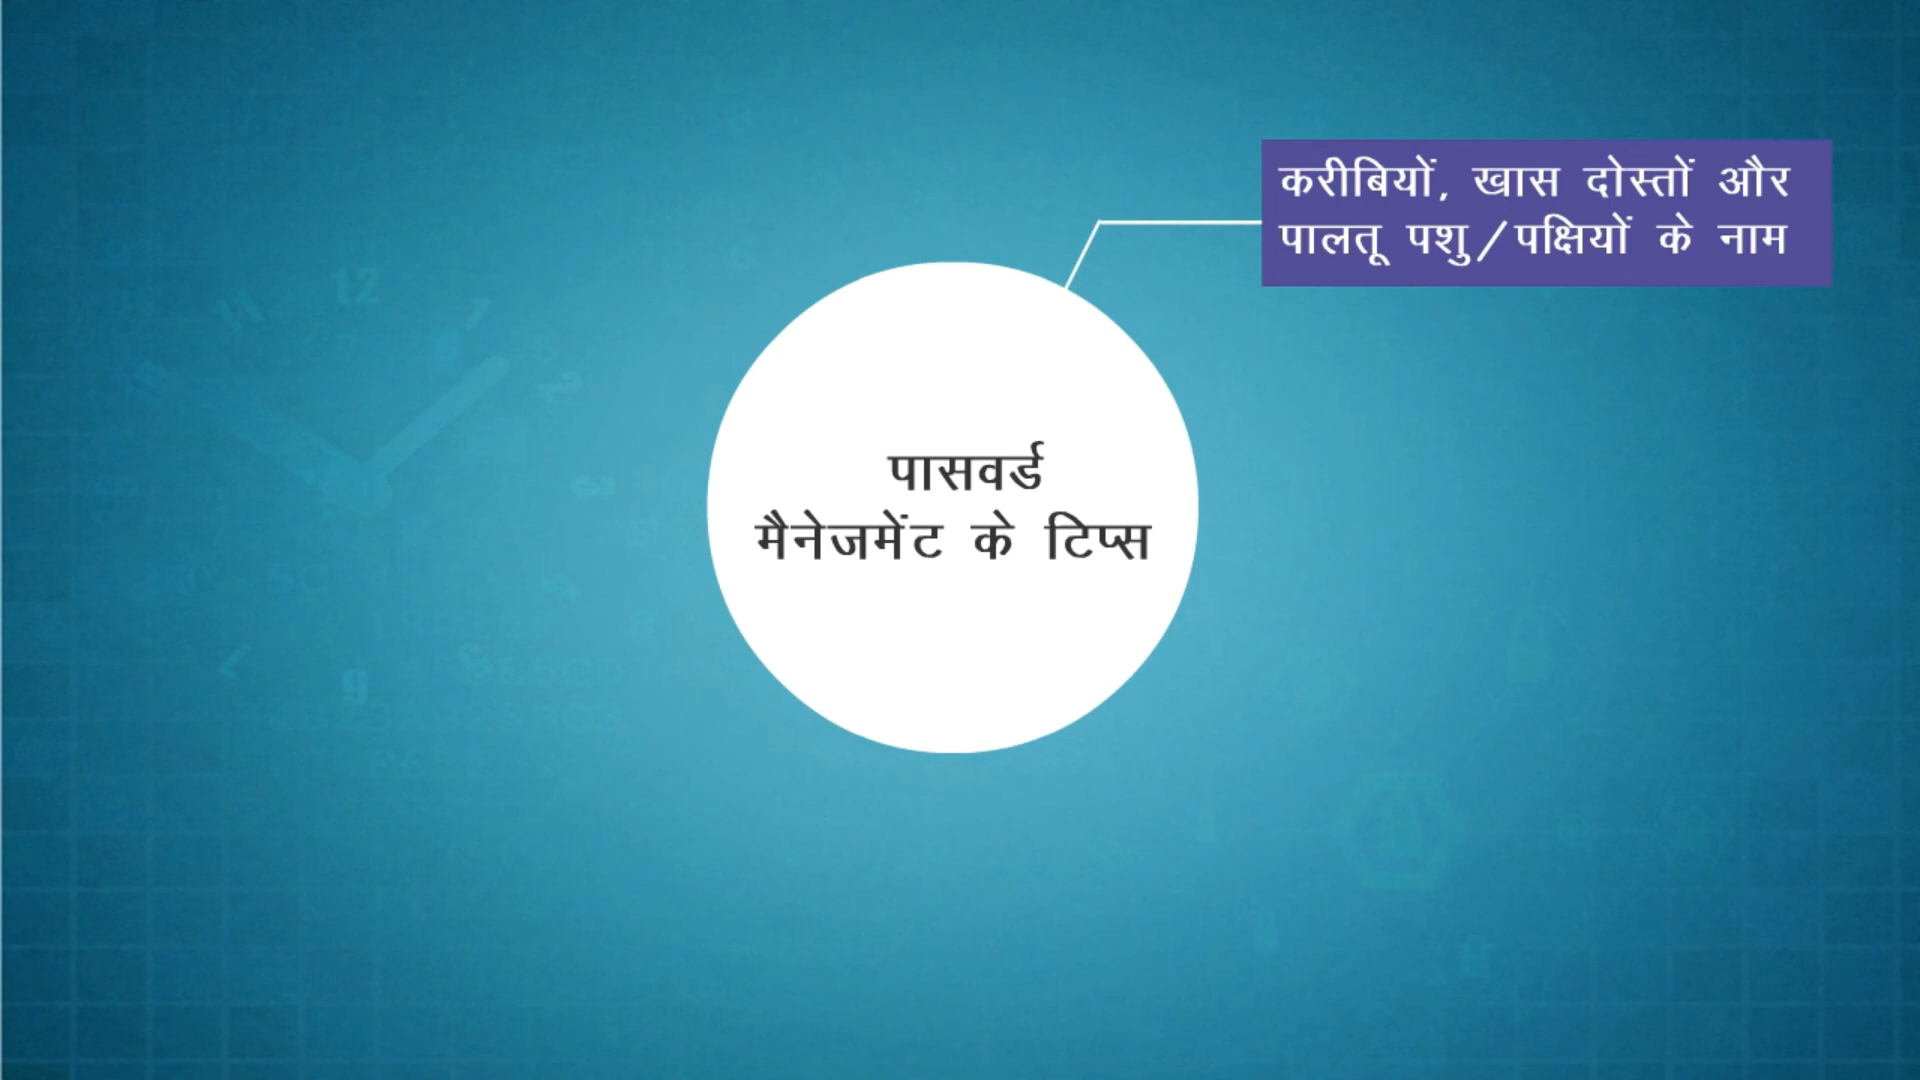 करीबियों, खास दोस्तों और
पालतू पशु/पक्षियों के नाम
पासवर्ड
मैनेजमेंट के टिप्स